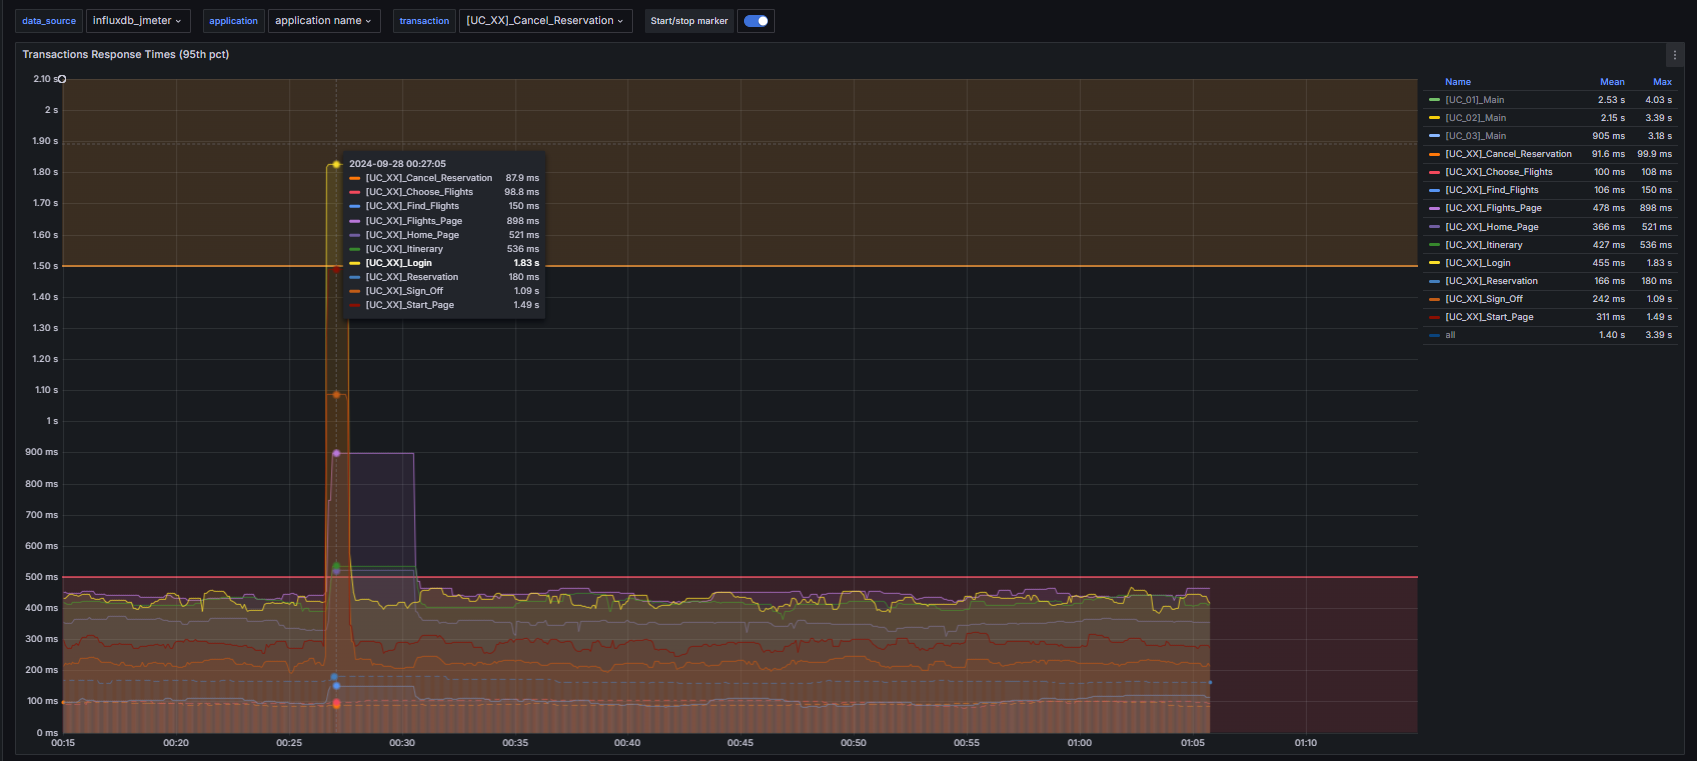 data_source influxdb_jmeter application application name transaction [UC_XX]_Cancel_Reservation Start/stop marker
Transactions Response Times (95th pct)
2.10 s
2 s
1.90 s
1.80 s
1.70 s
1.60 s
1.50 s
1.40 s
1.30 s
1.20 s
1.10 s
1 s
900 ms
800 ms
700 ms
600 ms
500 ms
400 ms
300 ms
200 ms
100 ms
0 ms
00:15 00:20 00:25 00:30 00:35 00:40 00:45 00:50 00:55 01:00 01:05 01:10
2024-09-28 00:27:05
[UC_XX]_Cancel_Reservation 87.9 ms
[UC_XX]_Choose_Flights 98.8 ms
[UC_XX]_Find_Flights 150 ms
[UC_XX]_Flights_Page 898 ms
[UC_XX]_Home_Page 521 ms
[UC_XX]_Itinerary 536 ms
[UC_XX]_Login 1.83 s
[UC_XX]_Reservation 180 ms
[UC_XX]_Sign_Off 1.09 s
[UC_XX]_Start_Page 1.49 s
Name Mean Max
[UC_01]_Main 2.53 s 4.03 s
[UC_02]_Main 2.15 s 3.39 s
[UC_03]_Main 905 ms 3.18 s
[UC_XX]_Cancel_Reservation 91.6 ms 99.9 ms
[UC_XX]_Choose_Flights 100 ms 108 ms
[UC_XX]_Find_Flights 106 ms 150 ms
[UC_XX]_Flights_Page 478 ms 898 ms
[UC_XX]_Home_Page 366 ms 521 ms
[UC_XX]_Itinerary 427 ms 536 ms
[UC_XX]_Login 455 ms 1.83 s
[UC_XX]_Reservation 166 ms 180 ms
[UC_XX]_Sign_Off 242 ms 1.09 s
[UC_XX]_Start_Page 311 ms 1.49 s
all 1.40 s 3.39 s